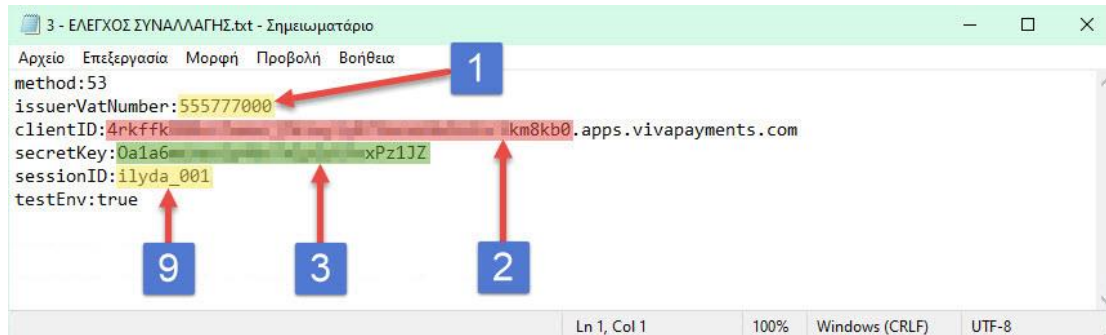 3 - ΕΛΕΓΧΟΣ ΣΥΝΑΛΛΑΓΗΣ.txt - Σημειωματάριο
Αρχείο Επεξεργασία Μορφή Προβολή Βοήθεια
1
method:53
issuerVatNumber:555777000
clientID:4rkffk km8kb0.apps.vivapayments.com
secretKey:0a1a6 xPz1JZ
sessionID:ilyda_001
testEnv:true
9 3 2
Ln 1, Col 1 100% Windows (CRLF) UTF-8